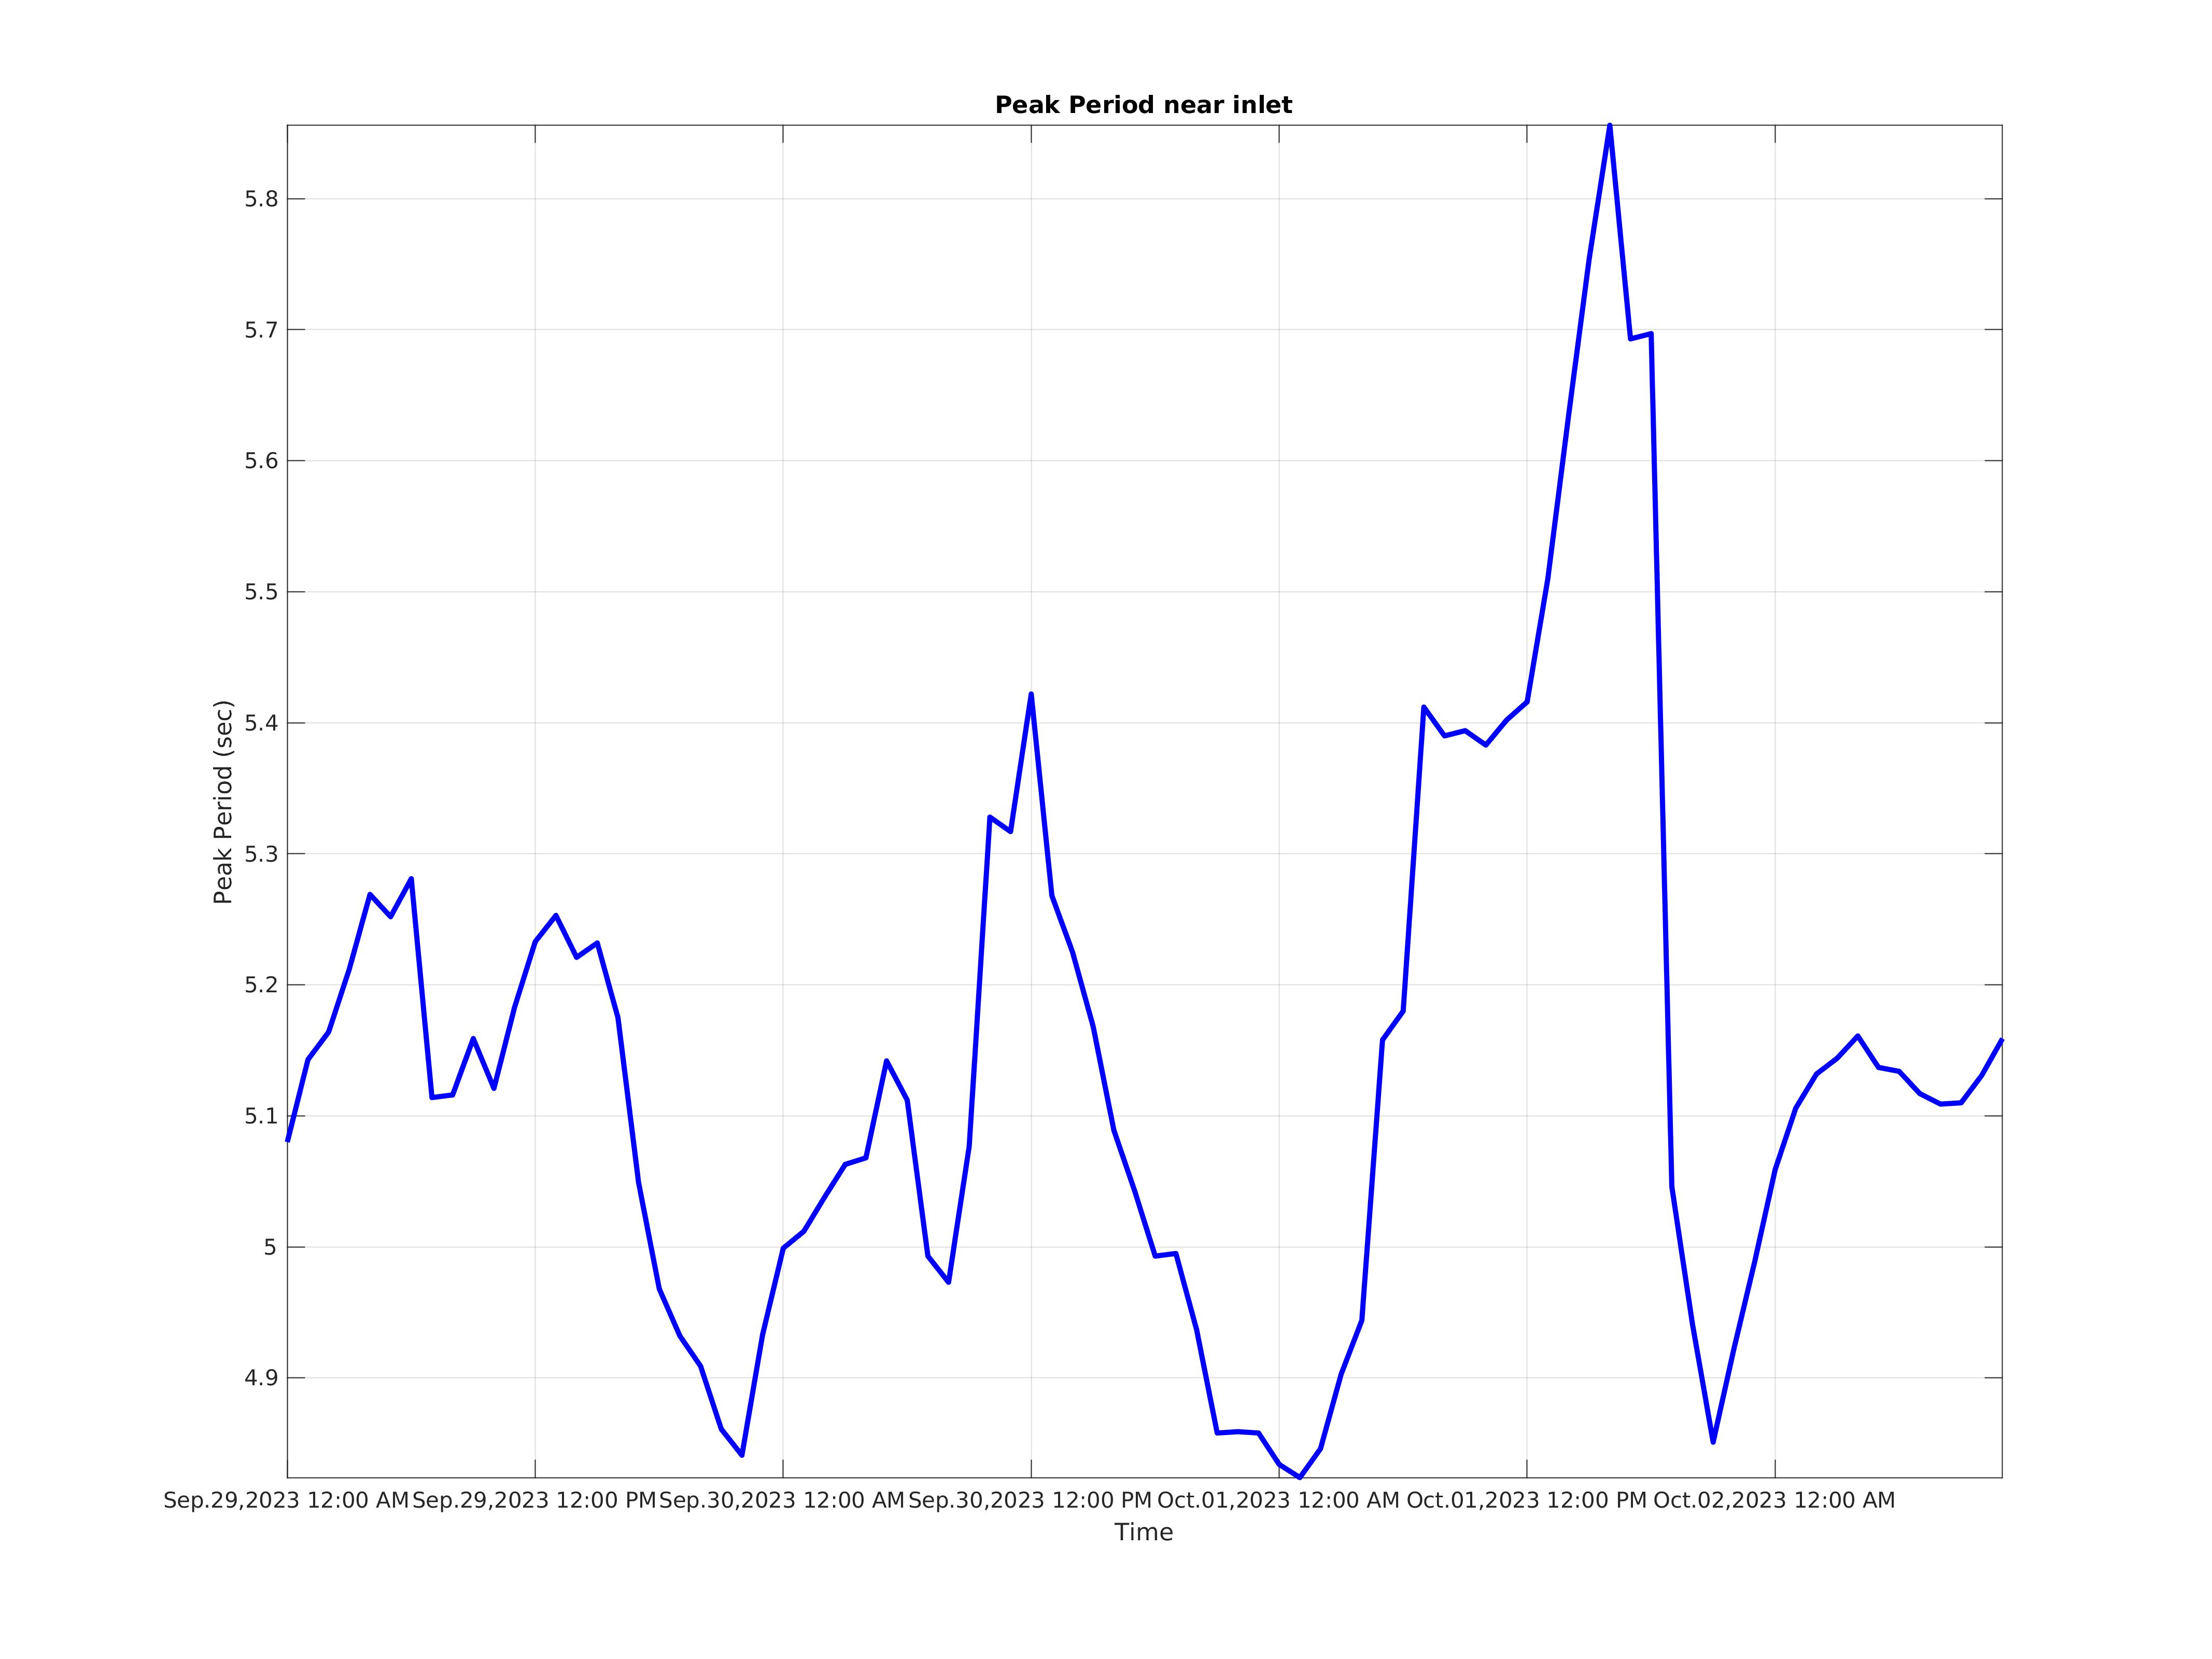 Peak Period near inlet
5.8
5.7
5.6
5.5
5.4
5.3
5.2
5.1
5
4.9
Peak Period (sec)
Sep.29,2023 12:00 AM Sep.29,2023 12:00 PM Sep.30,2023 12:00 AM Sep.30,2023 12:00 PM Oct.01,2023 12:00 AM Oct.01,2023 12:00 PM Oct.02,2023 12:00 AM
Time